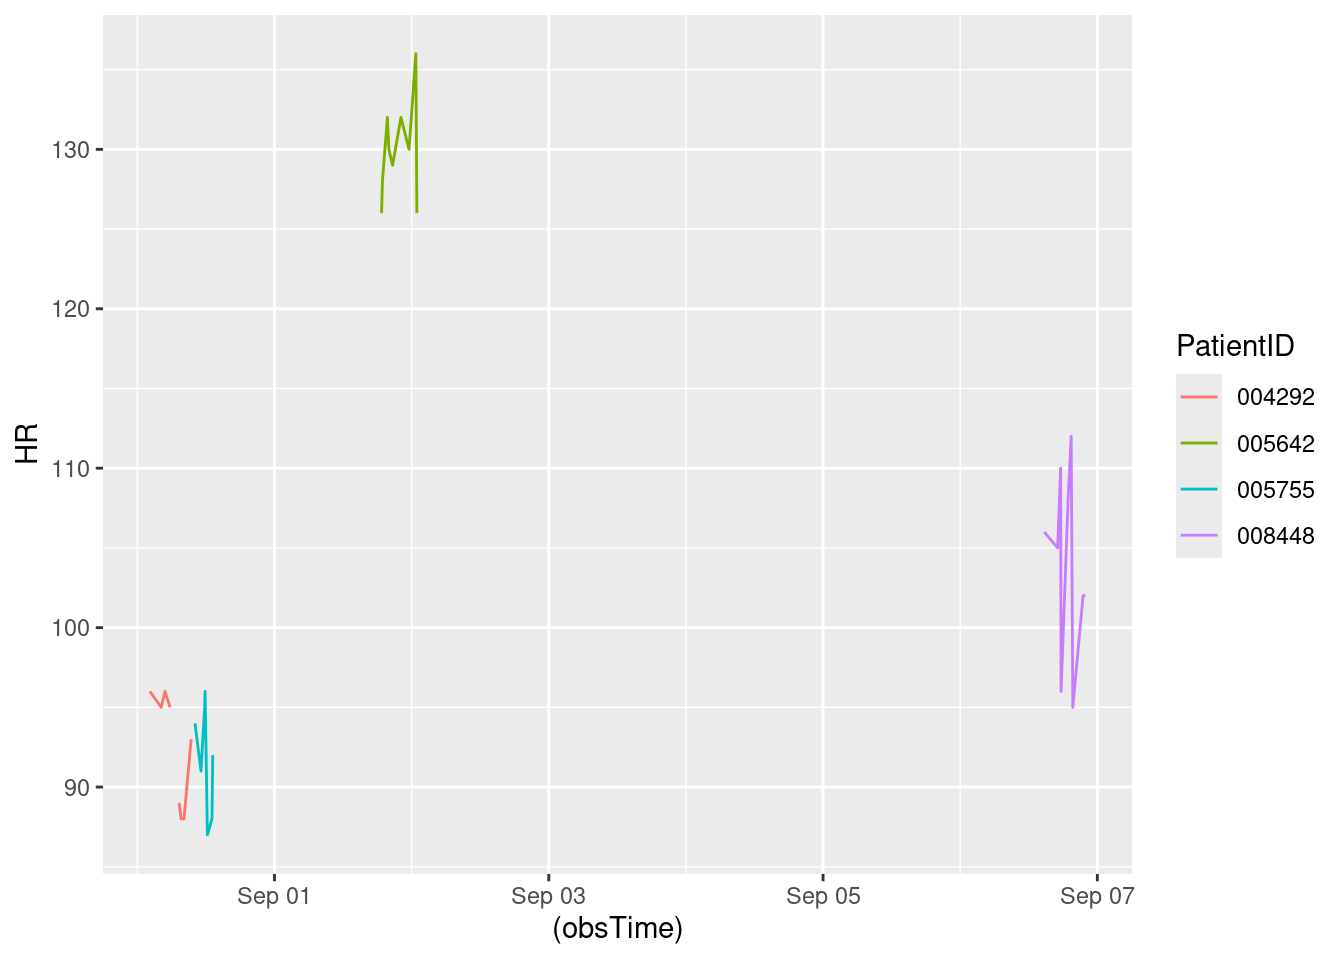 HR
130
120
110
100
90
Sep 01
Sep 03
Sep 05
Sep 07
(obsTime)
PatientID
004292
005642
005755
008448